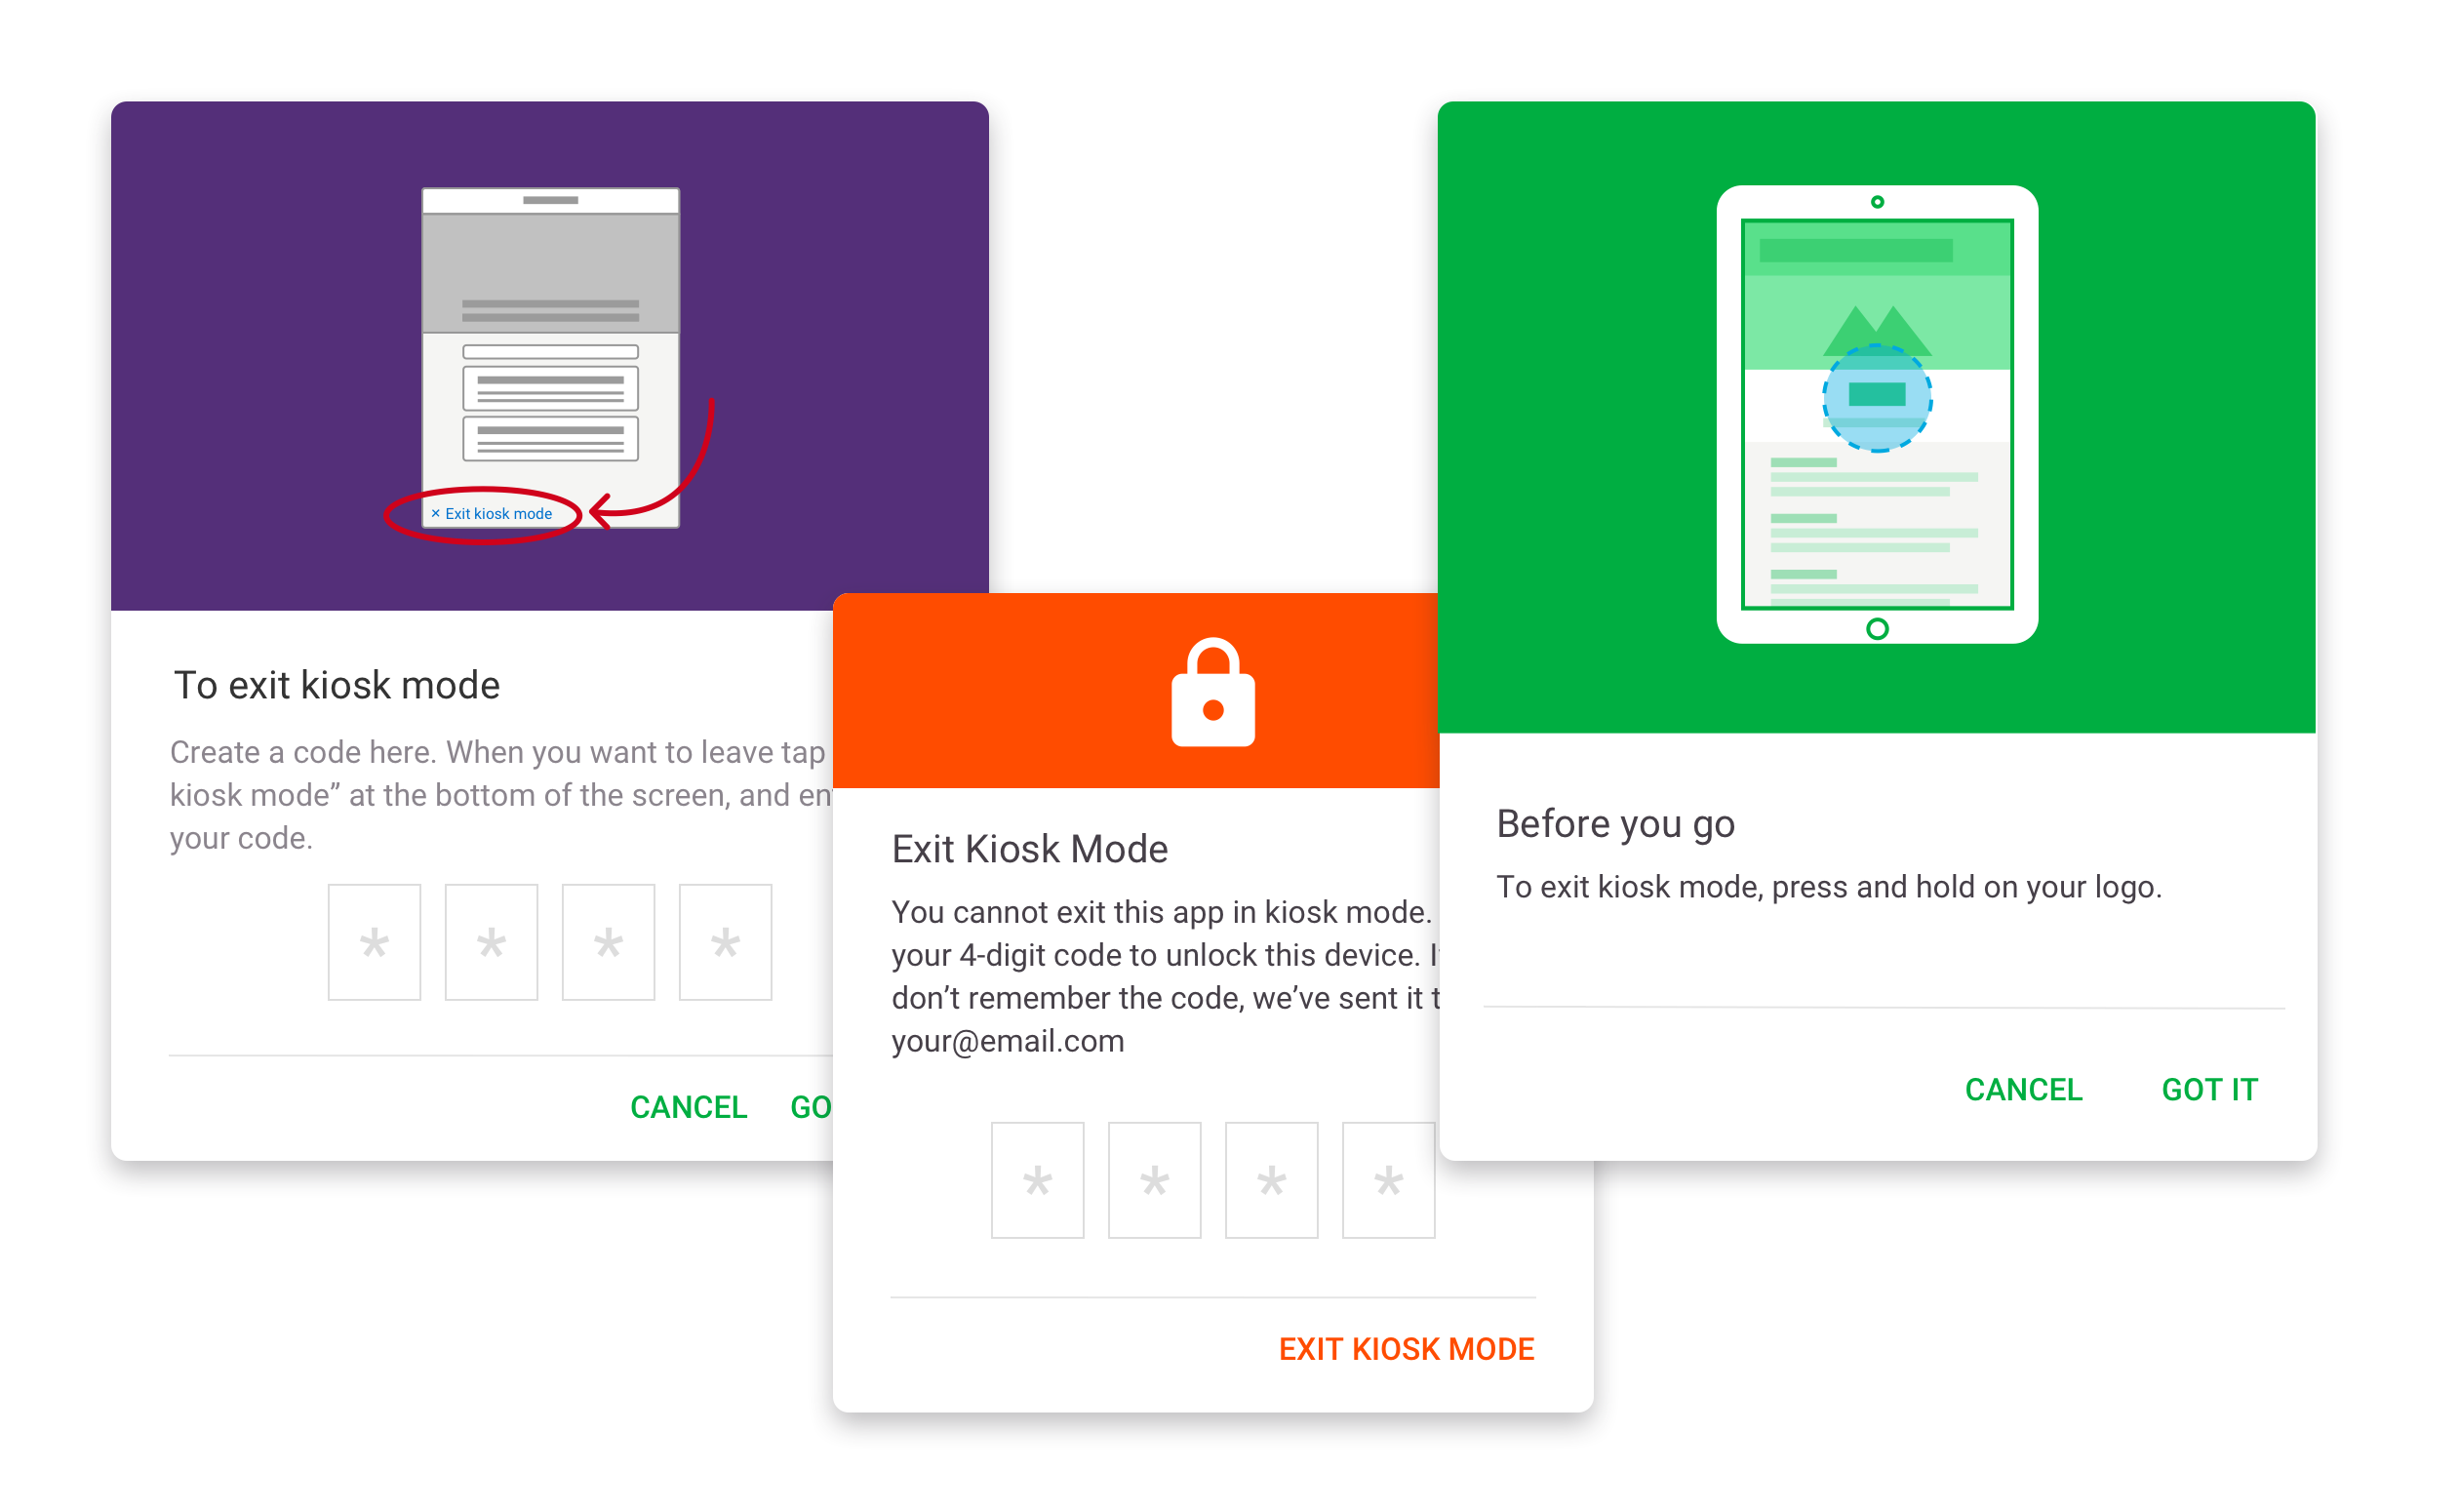 × Exit kiosk mode
To exit kiosk mode
Create a code here. When you want to leave tap
kiosk mode” at the bottom of the screen, and
your code.
* * * *
CANCEL
Exit Kiosk Mode
You cannot exit this app in kiosk mode.
your 4-digit code to unlock this device.
don’t remember the code, we’ve sent it
your@email.com
* * * *
EXIT KIOSK MODE
Before you go
To exit kiosk mode, press and hold on your logo.
CANCEL GOT IT